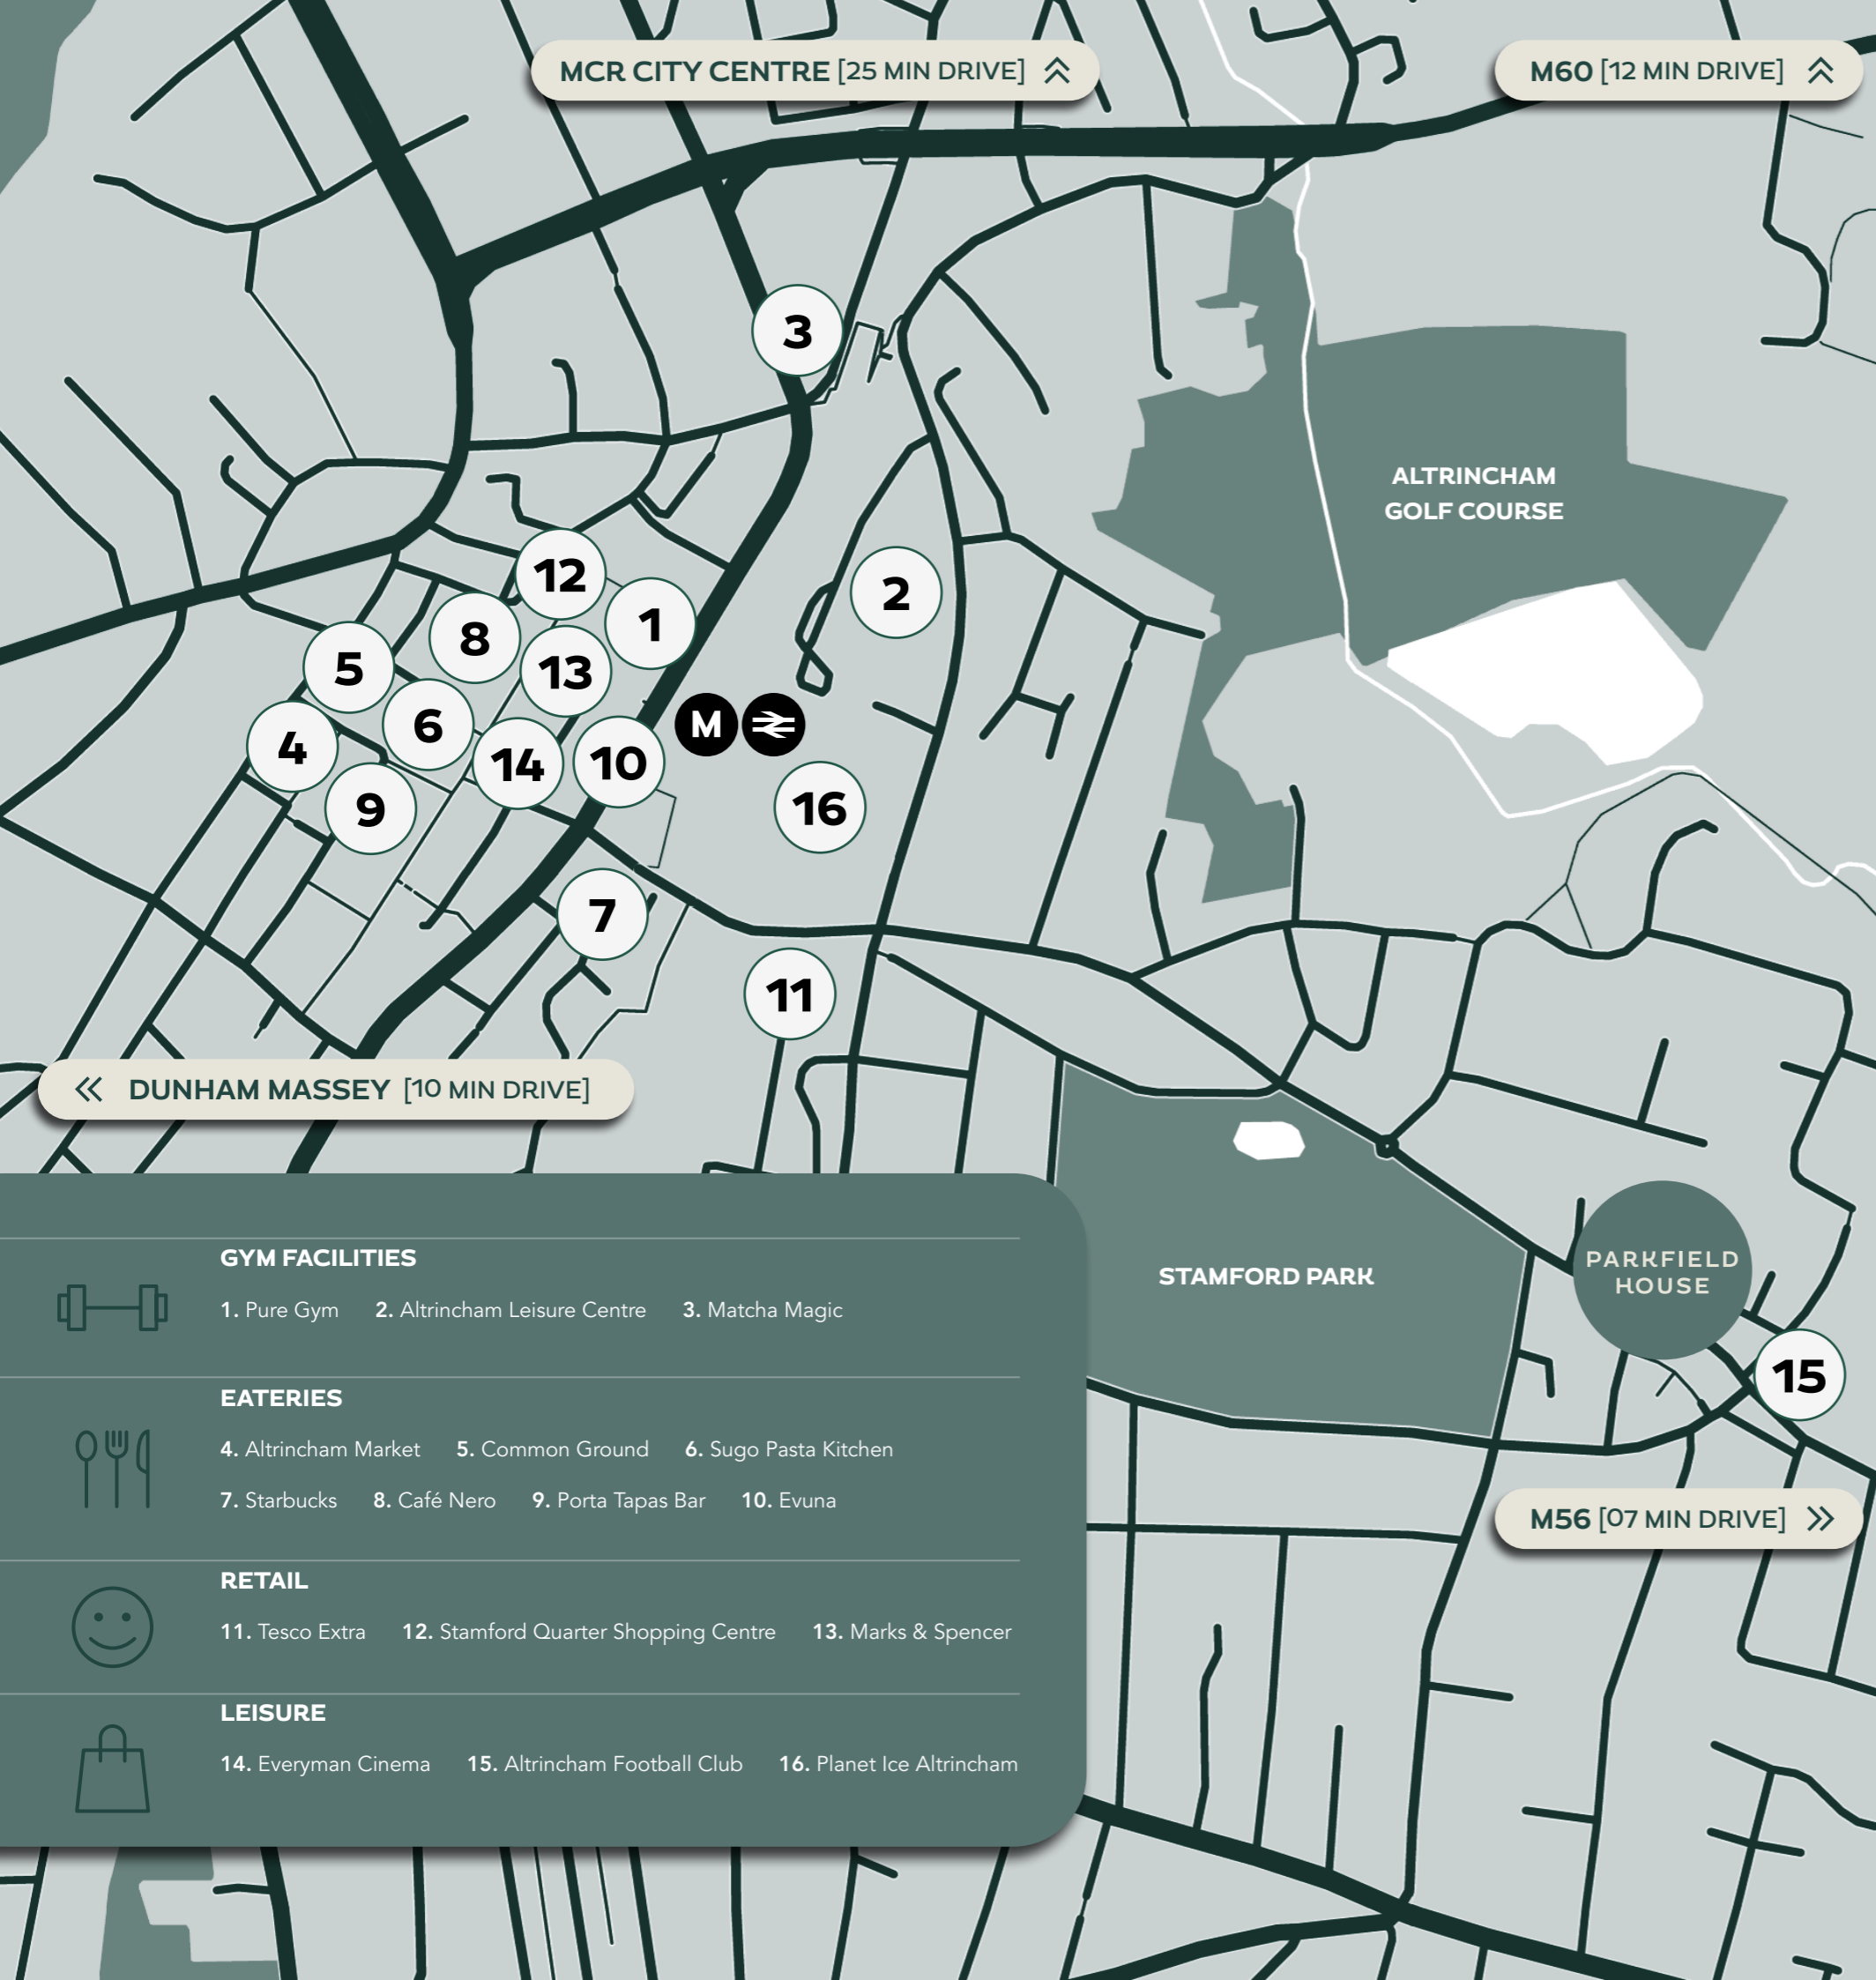 MCR CITY CENTRE [25 MIN DRIVE]
M60 [12 MIN DRIVE]
3
ALTRINCHAM
GOLF COURSE
12
2
1
8
5
13
6
M
4
14
10
9
16
7
11
DUNHAM MASSEY [10 MIN DRIVE]
STAMFORD PARK
PARKFIELD
HOUSE
15
M56 [07 MIN DRIVE]
GYM FACILITIES
1. Pure Gym 2. Altrincham Leisure Centre 3. Matcha Magic
EATERIES
4. Altrincham Market 5. Common Ground 6. Sugo Pasta Kitchen
7. Starbucks 8. Café Nero 9. Porta Tapas Bar 10. Evuna
RETAIL
11. Tesco Extra 12. Stamford Quarter Shopping Centre 13. Marks & Spencer
LEISURE
14. Everyman Cinema 15. Altrincham Football Club 16. Planet Ice Altrincham